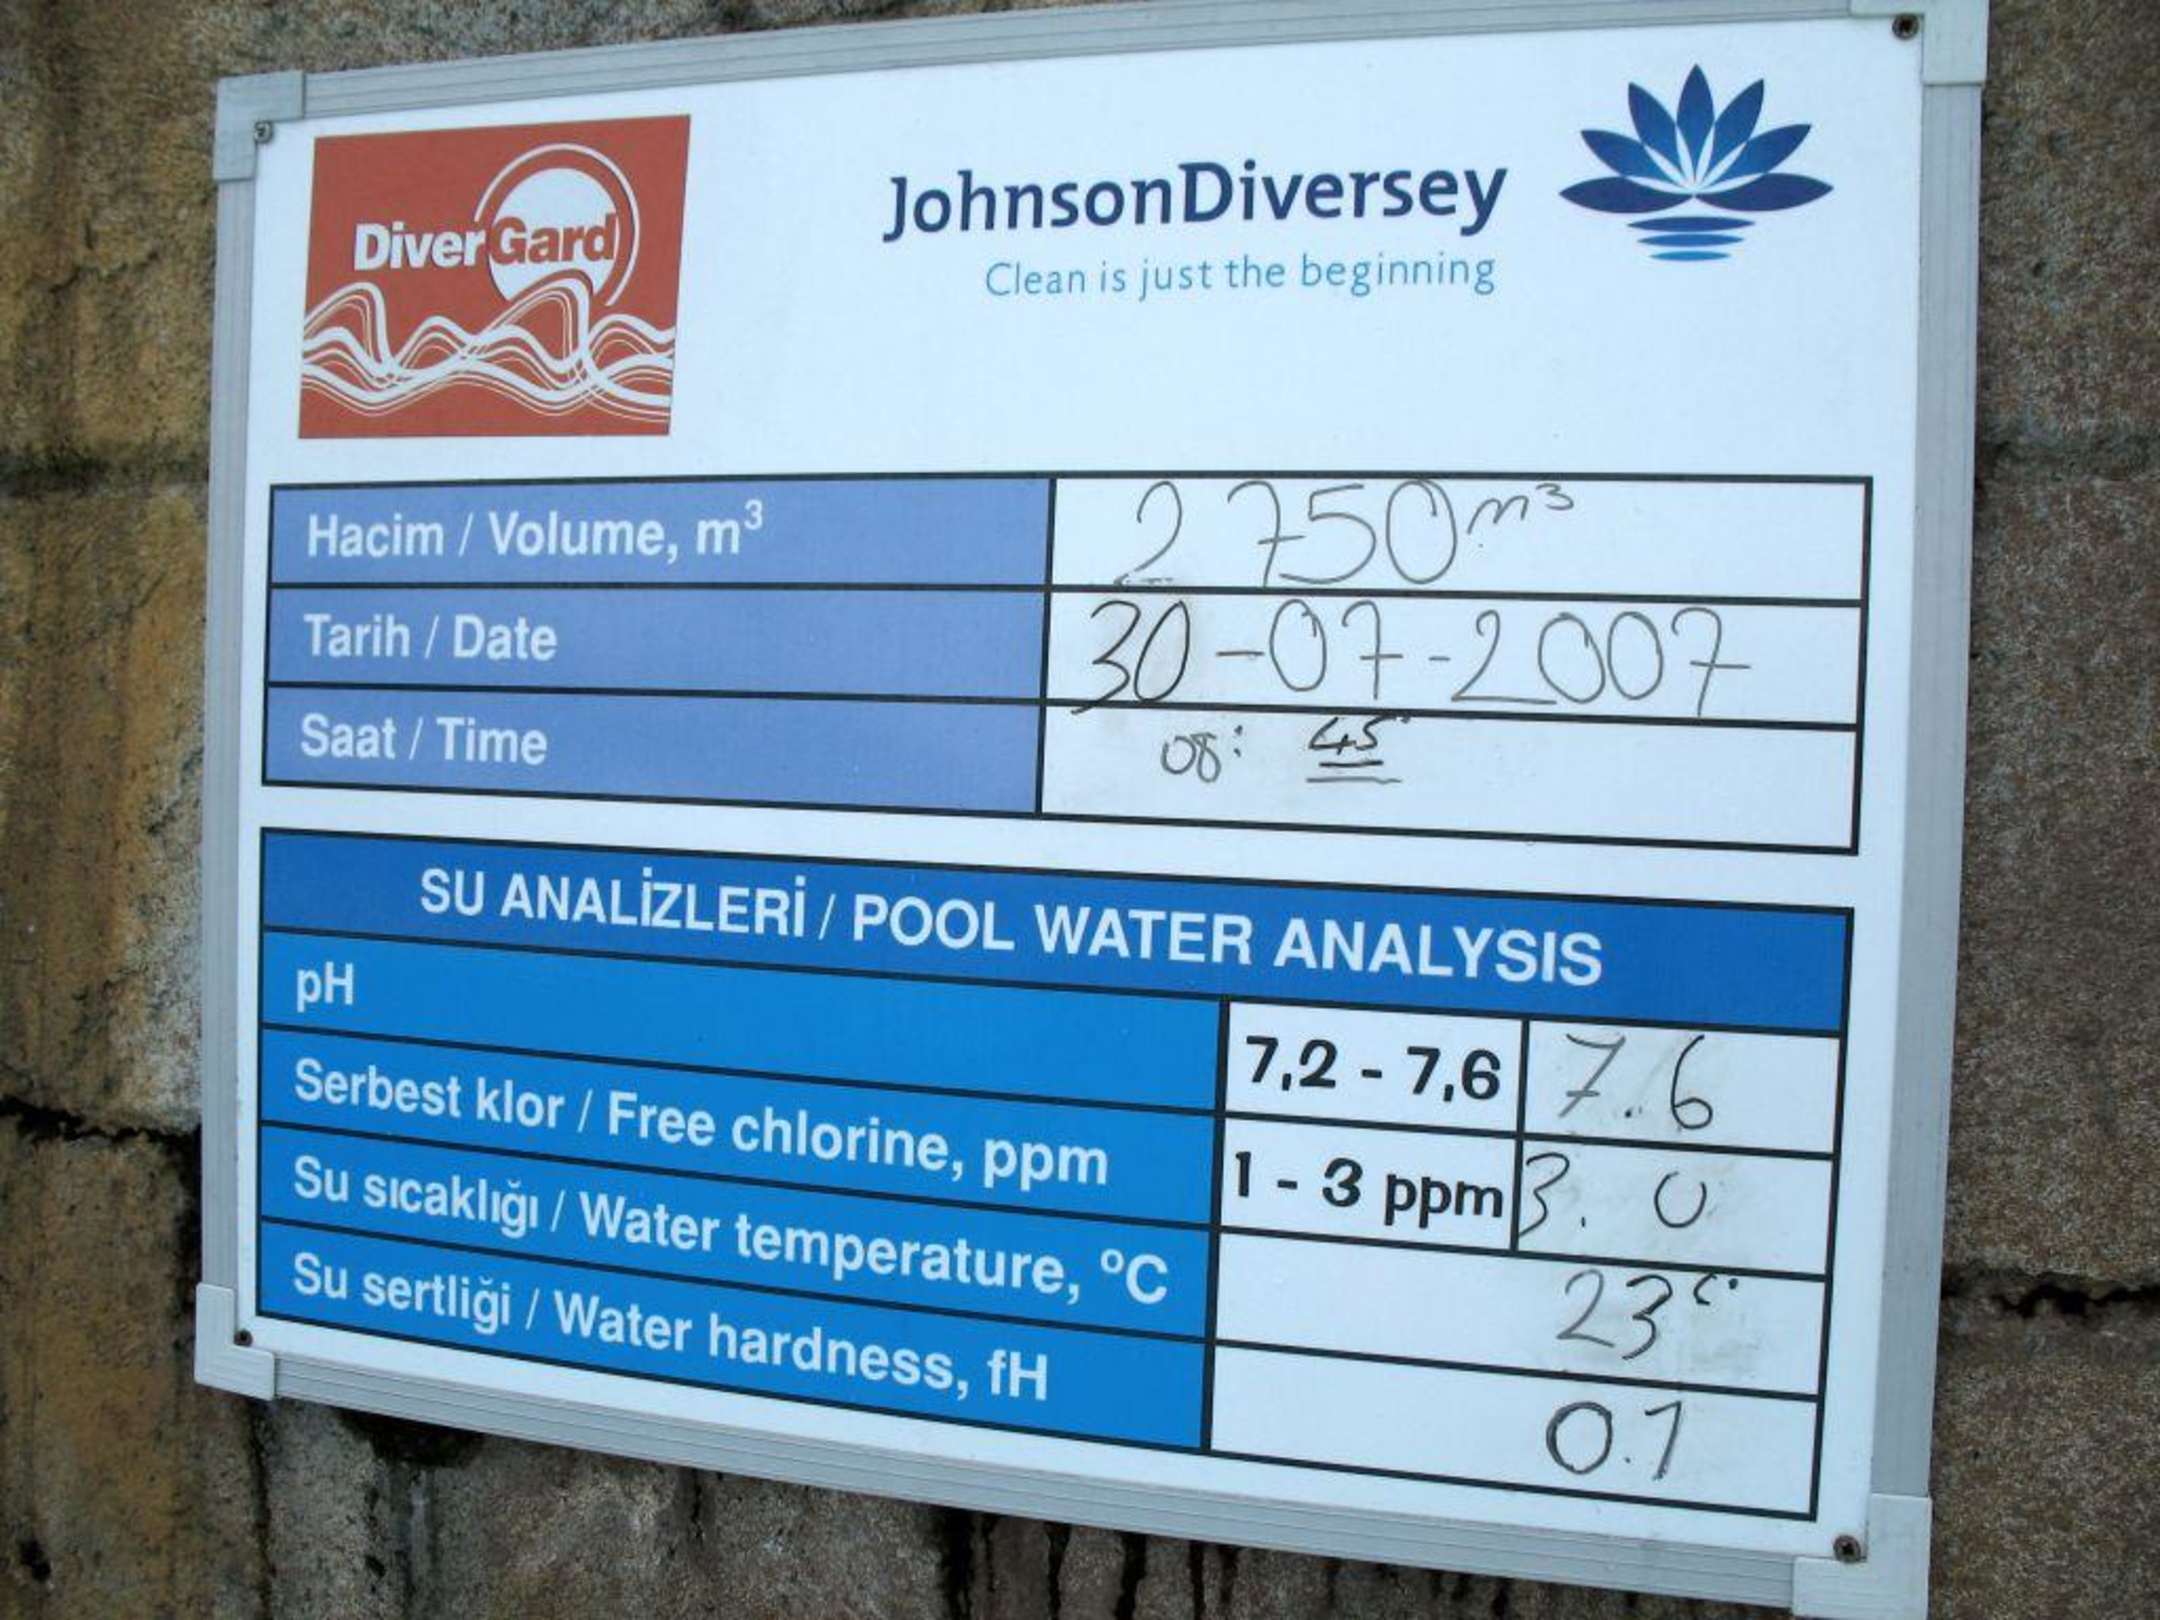 DiverGard
JohnsonDiversey
Clean is just the beginning
Hacim / Volume, m³ 2750 m³
Tarih / Date 30-07-2007
Saat / Time 08:45
SU ANALİZLERİ / POOL WATER ANALYSIS
pH 7,2 - 7,6 7.6
Serbest klor / Free chlorine, ppm 1 - 3 ppm 3.0
Su sıcaklığı / Water temperature, ºC 23 c°
Su sertliği / Water hardness, fH 0.1